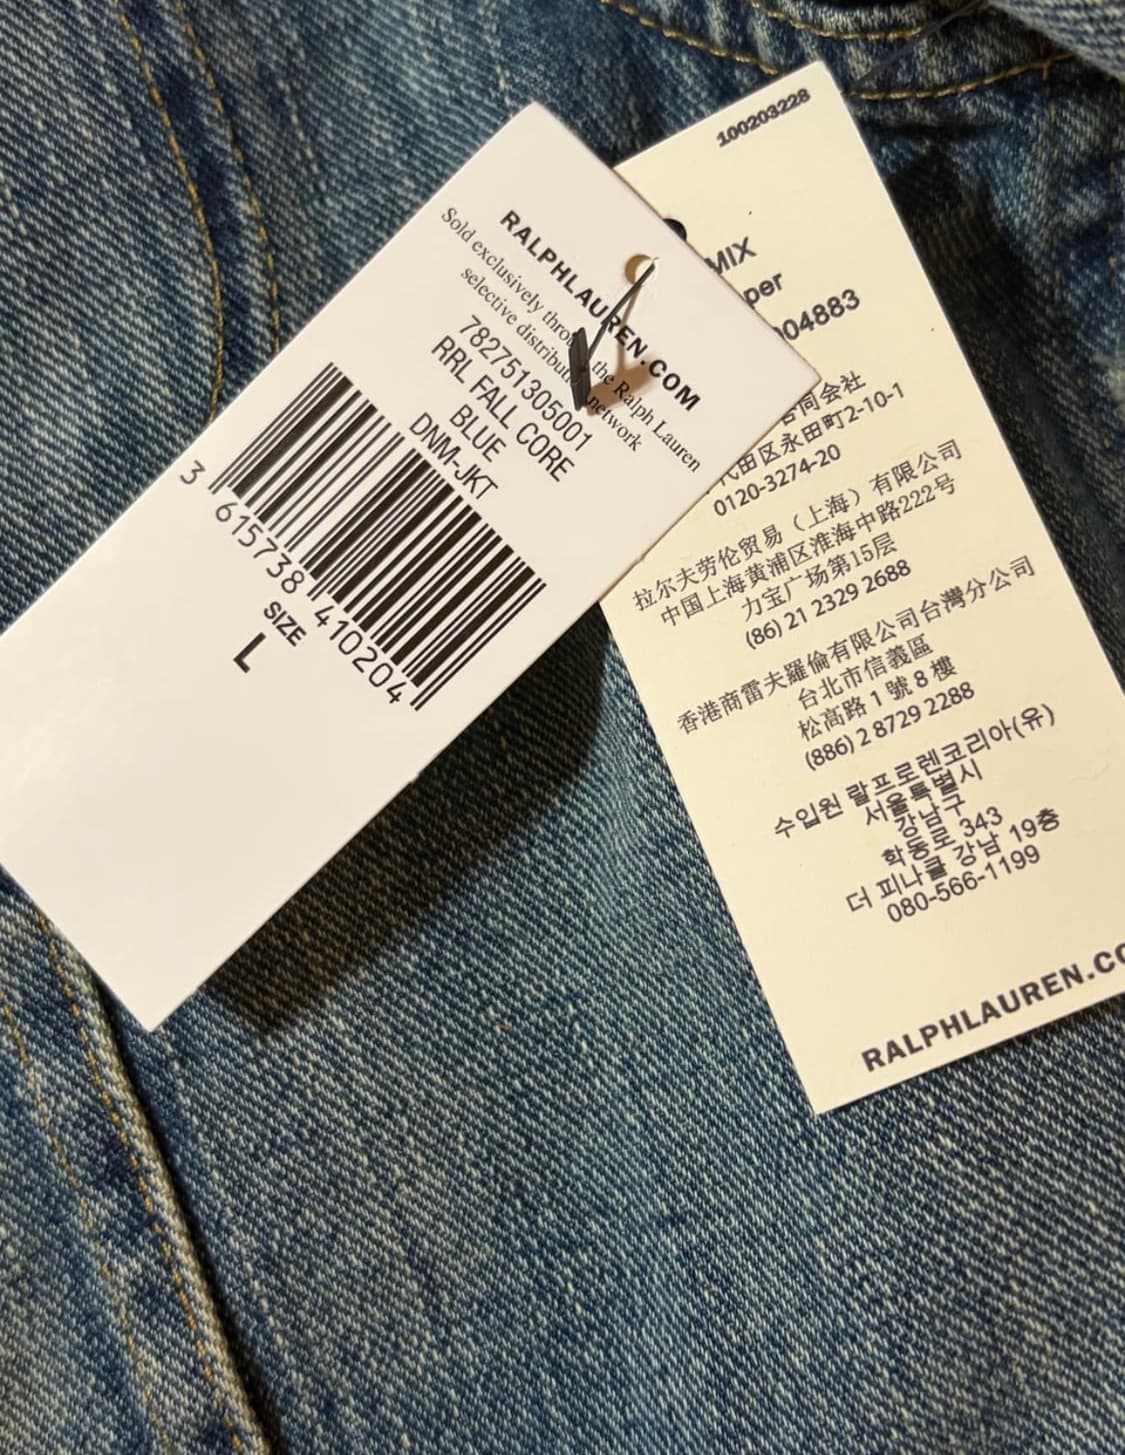 RALPHLAUREN.COM
Sold exclusively the Ralph Lauren
selective network
782751305001
RRL FALL CORE
BLUE
DNM-JKT
3 615738 410204
SIZE
L
100203228
MIX
04883
合同会社
代田区永田町2-10-1
0120-3274-20
拉尔夫劳伦贸易（上海）有限公司
中国上海黄浦区淮海中路222号
力宝广场第15层
(86) 21 2329 2688
香港商雷夫羅倫有限公司台灣分公司
台北市信義區
松高路 1 號 8 樓
(886) 2 8729 2288
수입원 랄프로렌코리아(유)
서울특별시
강남구
학동로 343
더 피나클 강남 19층
080-566-1199
RALPHLAUREN.CO